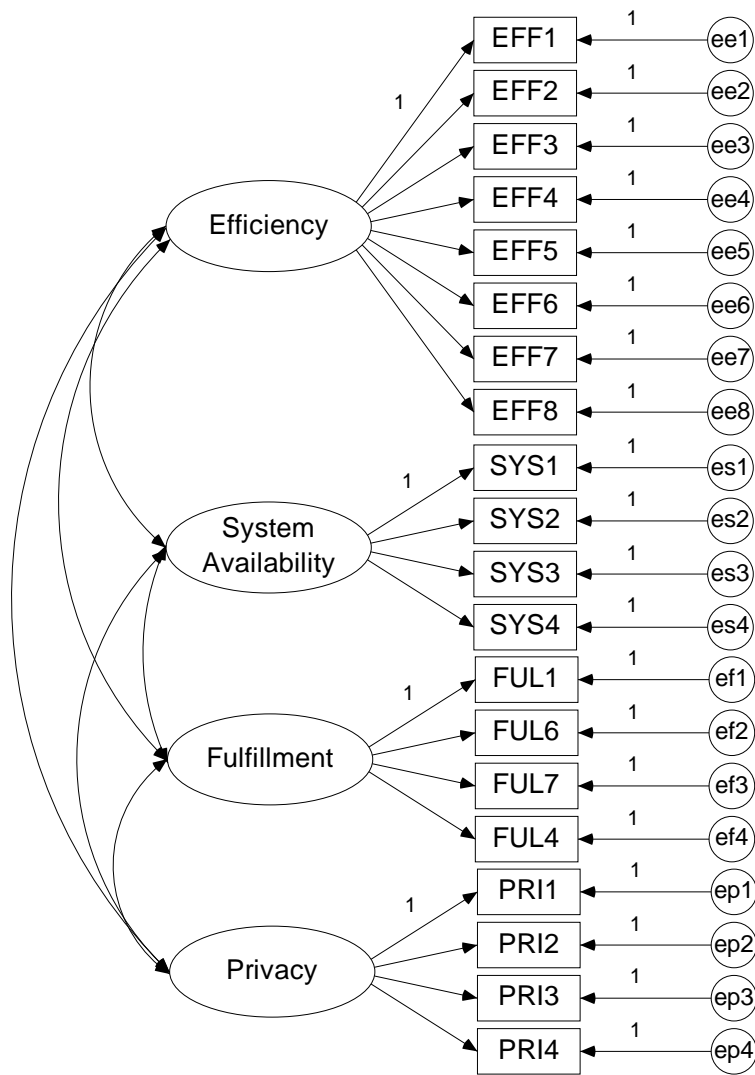 1
EFF1
1
ee1
EFF2
1
ee2
EFF3
1
ee3
EFF4
1
ee4
EFF5
1
ee5
EFF6
1
ee6
EFF7
1
ee7
EFF8
1
ee8
Efficiency
1
SYS1
1
es1
SYS2
1
es2
SYS3
1
es3
SYS4
1
es4
System
Availability
1
FUL1
1
ef1
FUL6
1
ef2
FUL7
1
ef3
FUL4
1
ef4
Fulfillment
1
PRI1
1
ep1
PRI2
1
ep2
PRI3
1
ep3
PRI4
1
ep4
Privacy